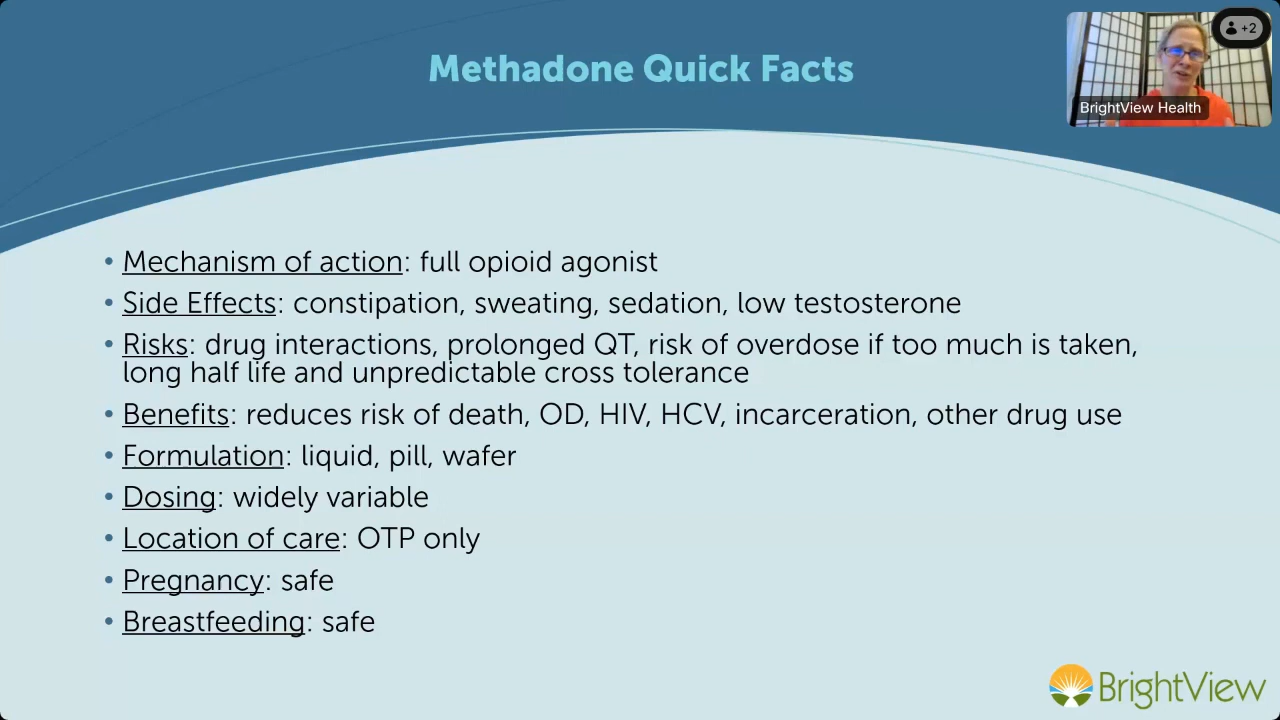 Methadone Quick Facts
+2
BrightView Health
• Mechanism of action: full opioid agonist
• Side Effects: constipation, sweating, sedation, low testosterone
• Risks: drug interactions, prolonged QT, risk of overdose if too much is taken,
long half life and unpredictable cross tolerance
• Benefits: reduces risk of death, OD, HIV, HCV, incarceration, other drug use
• Formulation: liquid, pill, wafer
• Dosing: widely variable
• Location of care: OTP only
• Pregnancy: safe
• Breastfeeding: safe
BrightView